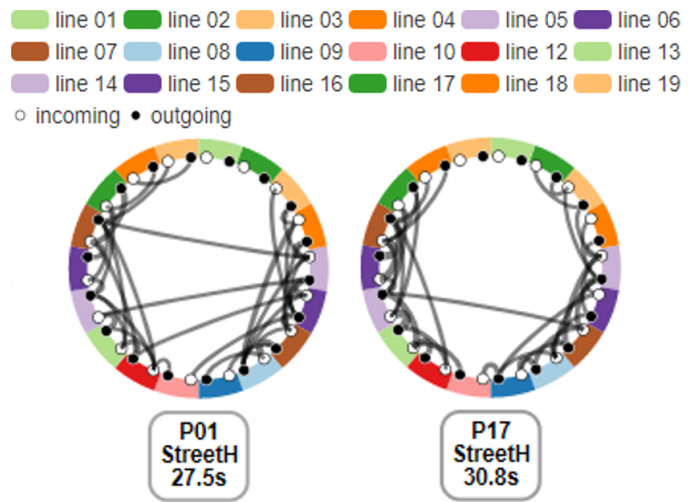 line 01 line 02 line 03 line 04 line 05 line 06
line 07 line 08 line 09 line 10 line 12 line 13
line 14 line 15 line 16 line 17 line 18 line 19
incoming outgoing
P01
StreetH
27.5s
P17
StreetH
30.8s